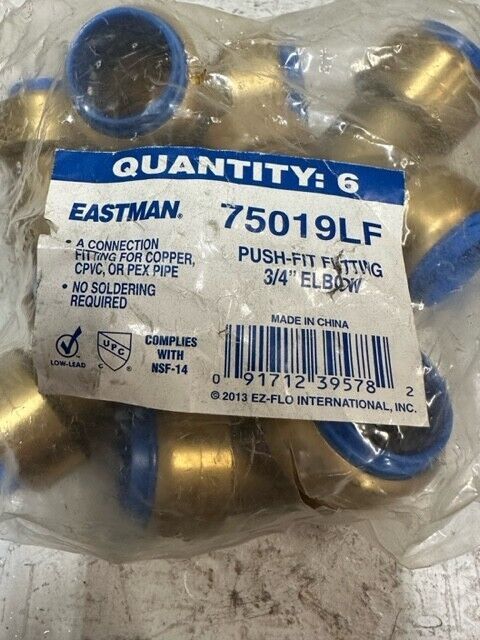 QUANTITY: 6
EASTMAN®
75019LF
• A CONNECTION
FITTING FOR COPPER,
CPVC, OR PEX PIPE
• NO SOLDERING
REQUIRED
PUSH-FIT FITTING
3/4" ELBOW
MADE IN CHINA
LOW-LEAD
UPC
C
®
COMPLIES
WITH
NSF-14
0 91712 39578 2
© 2013 EZ-FLO INTERNATIONAL, INC.